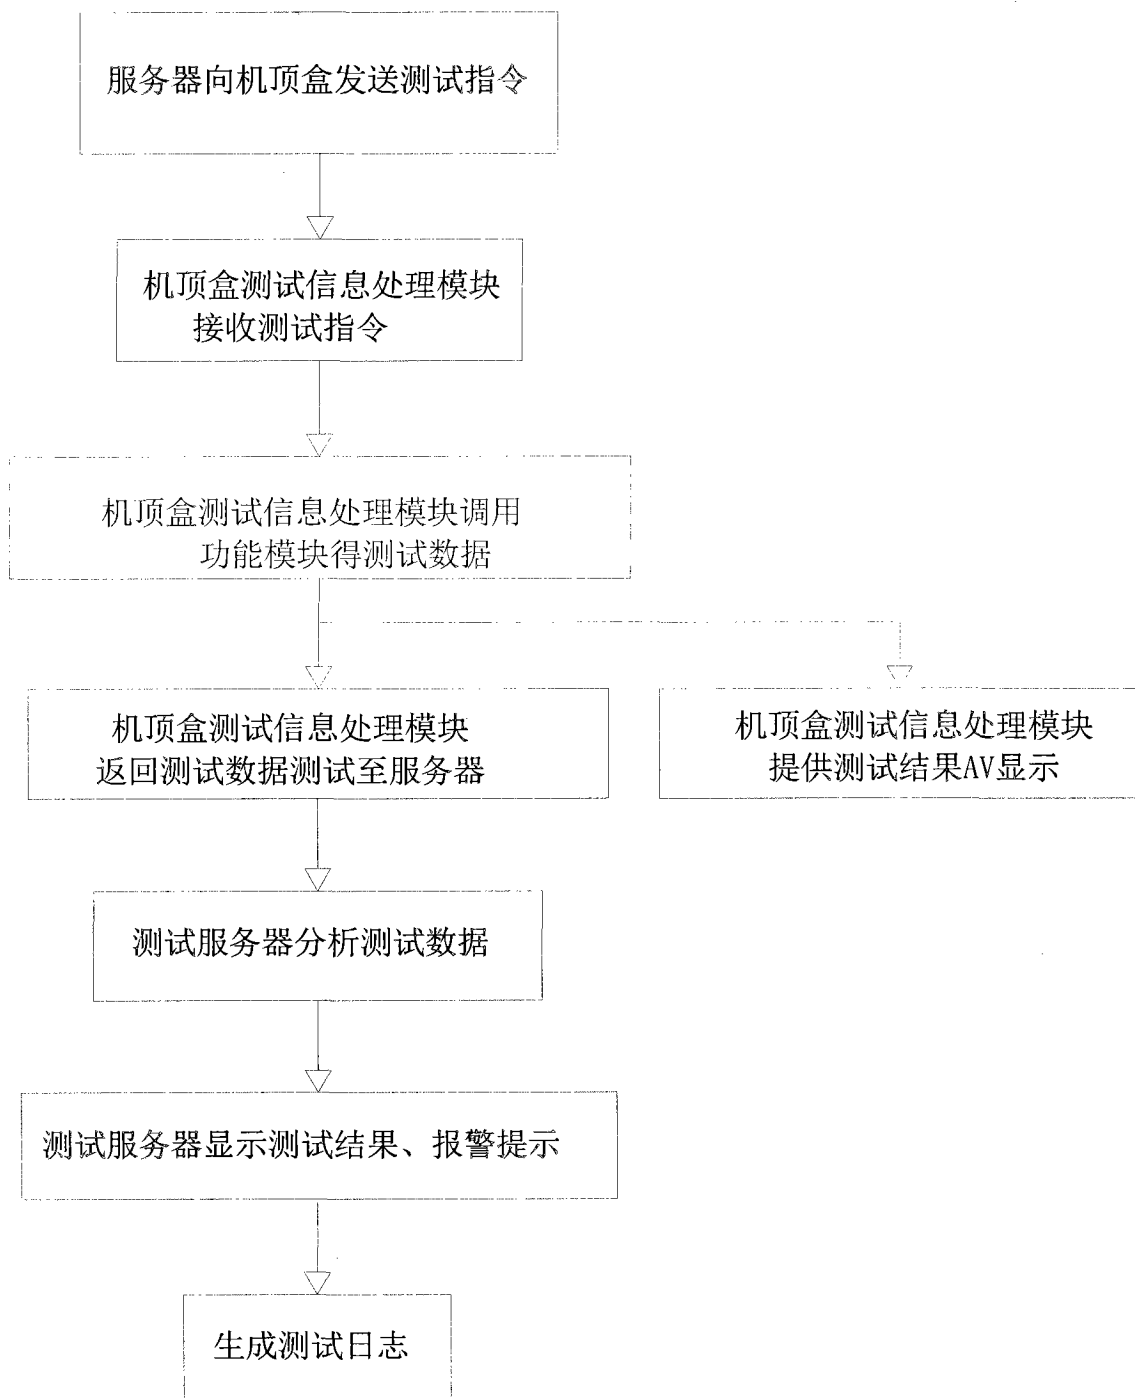 服务器向机顶盒发送测试指令
机顶盒测试信息处理模块
接收测试指令
机顶盒测试信息处理模块调用
功能模块得测试数据
机顶盒测试信息处理模块
返回测试数据测试至服务器
机顶盒测试信息处理模块
提供测试结果AV显示
测试服务器分析测试数据
测试服务器显示测试结果、报警提示
生成测试日志